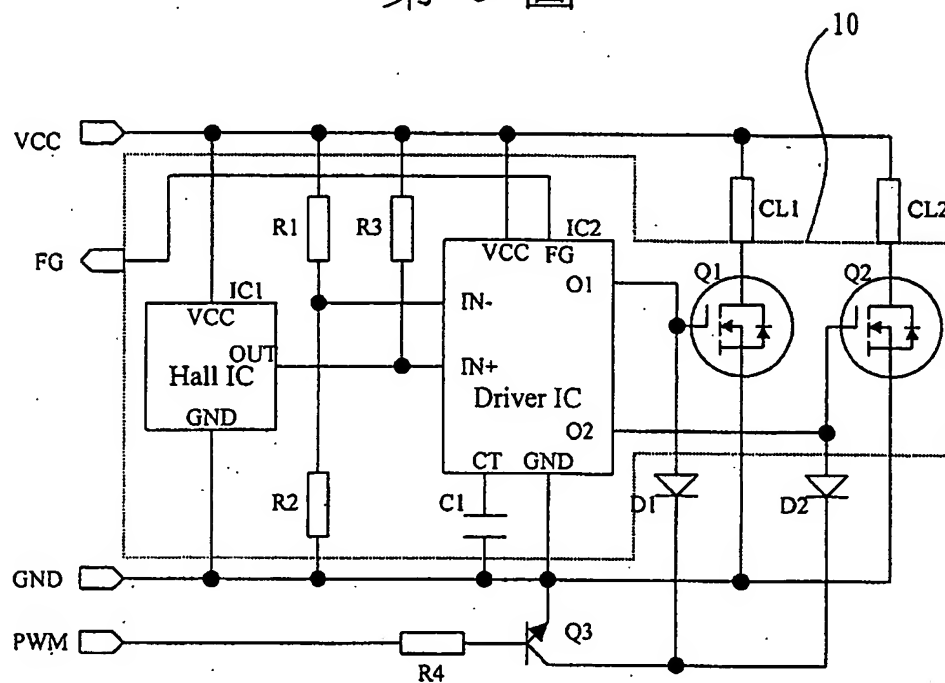 10
VCC
CL1
CL2
R1
R3
IC2
FG
VCC
FG
Q1
Q2
IC1
O1
VCC
IN-
OUT
Hall IC
IN+
Driver IC
GND
O2
CT
GND
R2
C1
D1
D2
GND
PWM
Q3
R4